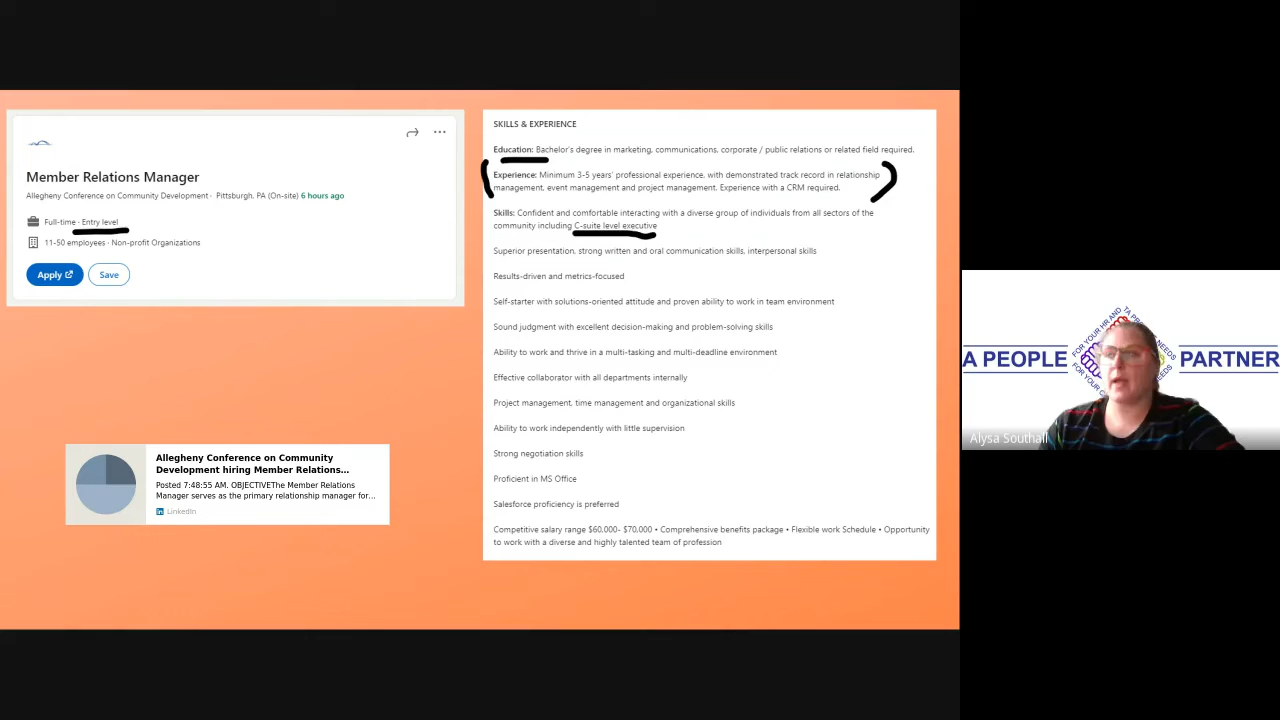 Member Relations Manager
Allegheny Conference on Community Development · Pittsburgh, PA (On-site) 6 hours ago
Full-time · Entry level
11-50 employees · Non-profit Organizations
Apply
Save
Allegheny Conference on Community
Development hiring Member Relations...
Posted 7:48:55 AM. OBJECTIVEThe Member Relations
Manager serves as the primary relationship manager for...
LinkedIn
SKILLS & EXPERIENCE
Education: Bachelor's degree in marketing, communications, corporate / public relations or related field required.
Experience: Minimum 3-5 years' professional experience, with demonstrated track record in relationship
management, event management and project management. Experience with a CRM required.
Skills: Confident and comfortable interacting with a diverse group of individuals from all sectors of the
community including C-suite level executive
Superior presentation, strong written and oral communication skills, interpersonal skills
Results-driven and metrics-focused
Self-starter with solutions-oriented attitude and proven ability to work in team environment
Sound judgment with excellent decision-making and problem-solving skills
Ability to work and thrive in a multi-tasking and multi-deadline environment
Effective collaborator with all departments internally
Project management, time management and organizational skills
Ability to work independently with little supervision
Strong negotiation skills
Proficient in MS Office
Salesforce proficiency is preferred
Competitive salary range $60,000- $70,000 • Comprehensive benefits package • Flexible work Schedule • Opportunity
to work with a diverse and highly talented team of profession
A PEOPLE
PARTNER
FOR YOUR HR AND
NEEDS
Alysa Southall